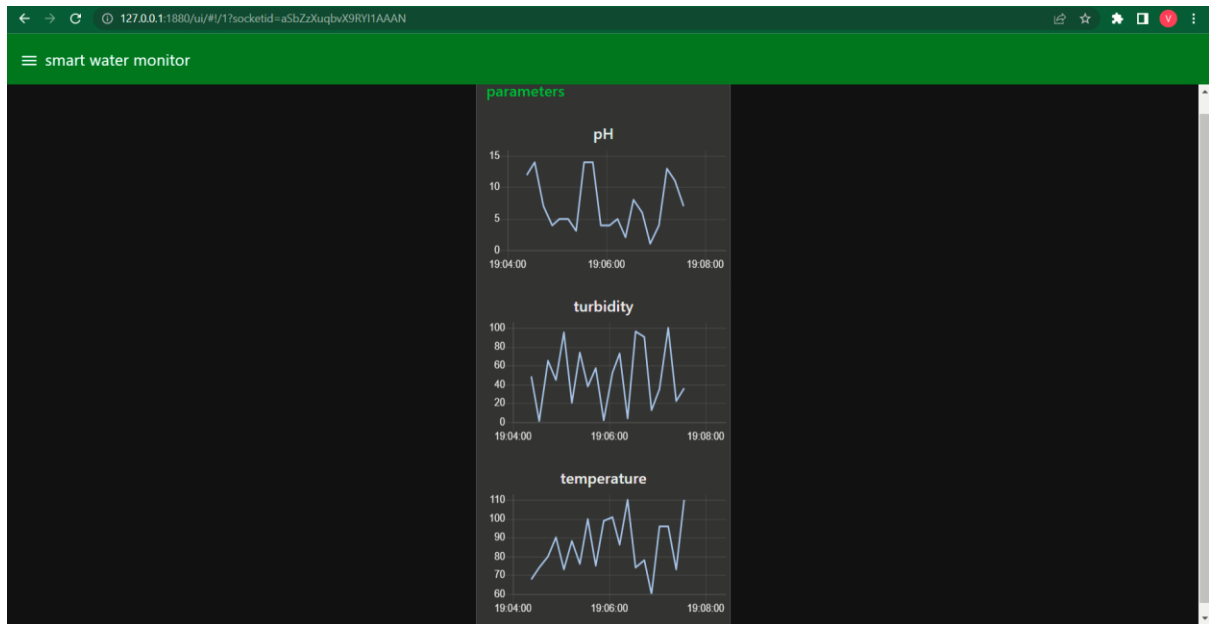 127.0.0.1:1880/ui/#!/1?socketid=aSbZzXuqbvX9RYI1AAAN
V
smart water monitor
parameters
pH
15
10
5
0
19:04:00 19:06:00 19:08:00
turbidity
100
80
60
40
20
0
19:04:00 19:06:00 19:08:00
temperature
110
100
90
80
70
60
19:04:00 19:06:00 19:08:00